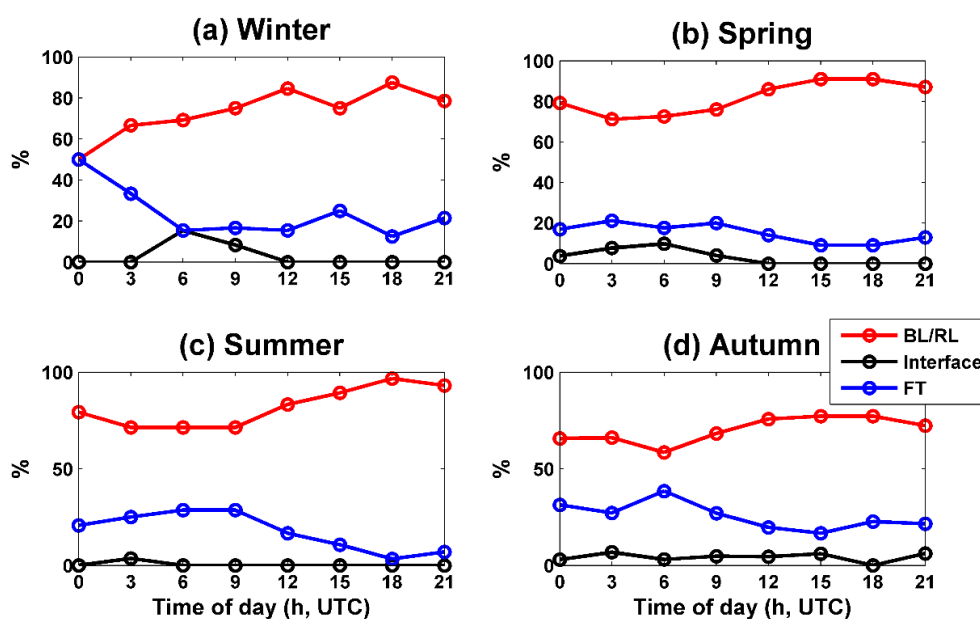 (a) Winter
100
80
60
40
20
0
%
0 3 6 9 12 15 18 21
(b) Spring
100
80
60
40
20
0
%
0 3 6 9 12 15 18 21
(c) Summer
100
50
0
%
0 3 6 9 12 15 18 21
Time of day (h, UTC)
(d) Autumn
100
50
0
%
0 3 6 9 12 15 18 21
Time of day (h, UTC)
BL/RL
Interface
FT